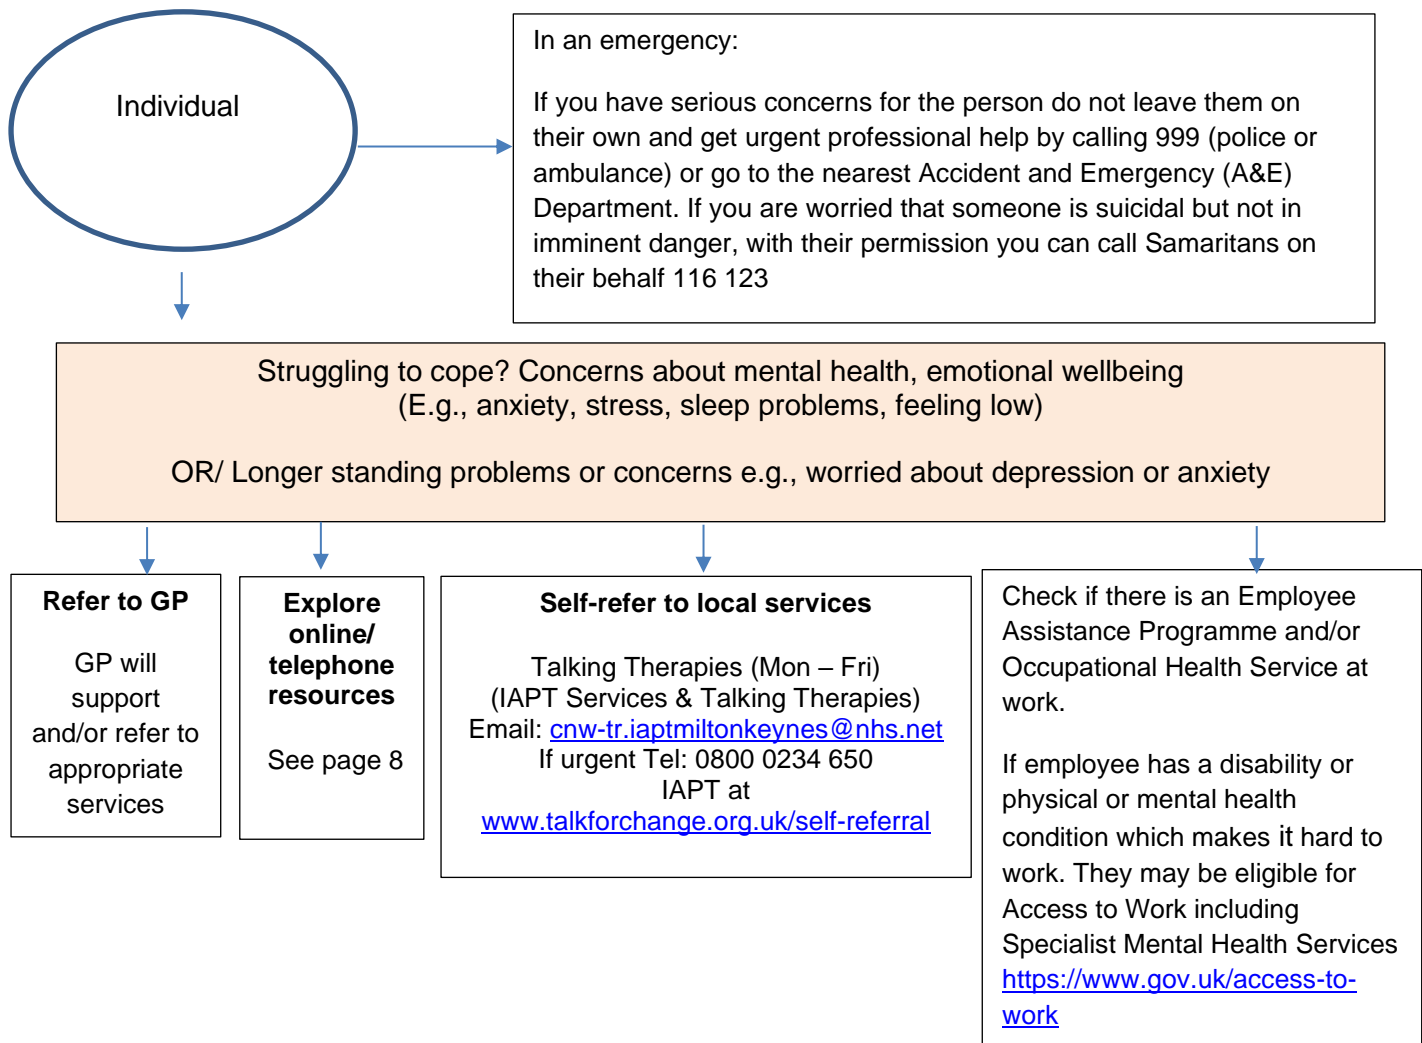 Individual
In an emergency:
If you have serious concerns for the person do not leave them on
their own and get urgent professional help by calling 999 (police or
ambulance) or go to the nearest Accident and Emergency (A&E)
Department. If you are worried that someone is suicidal but not in
imminent danger, with their permission you can call Samaritans on
their behalf 116 123
Struggling to cope? Concerns about mental health, emotional wellbeing
(E.g., anxiety, stress, sleep problems, feeling low)
OR/ Longer standing problems or concerns e.g., worried about depression or anxiety
Refer to GP
GP will
support
and/or refer to
appropriate
services
Explore
online/
telephone
resources
See page 8
Self-refer to local services
Talking Therapies (Mon – Fri)
(IAPT Services & Talking Therapies)
Email: cnw-tr.iaptmiltonkeynes@nhs.net
If urgent Tel: 0800 0234 650
IAPT at
www.talkforchange.org.uk/self-referral
Check if there is an Employee
Assistance Programme and/or
Occupational Health Service at
work.
If employee has a disability or
physical or mental health
condition which makes it hard to
work. They may be eligible for
Access to Work including
Specialist Mental Health Services
https://www.gov.uk/access-to-
work